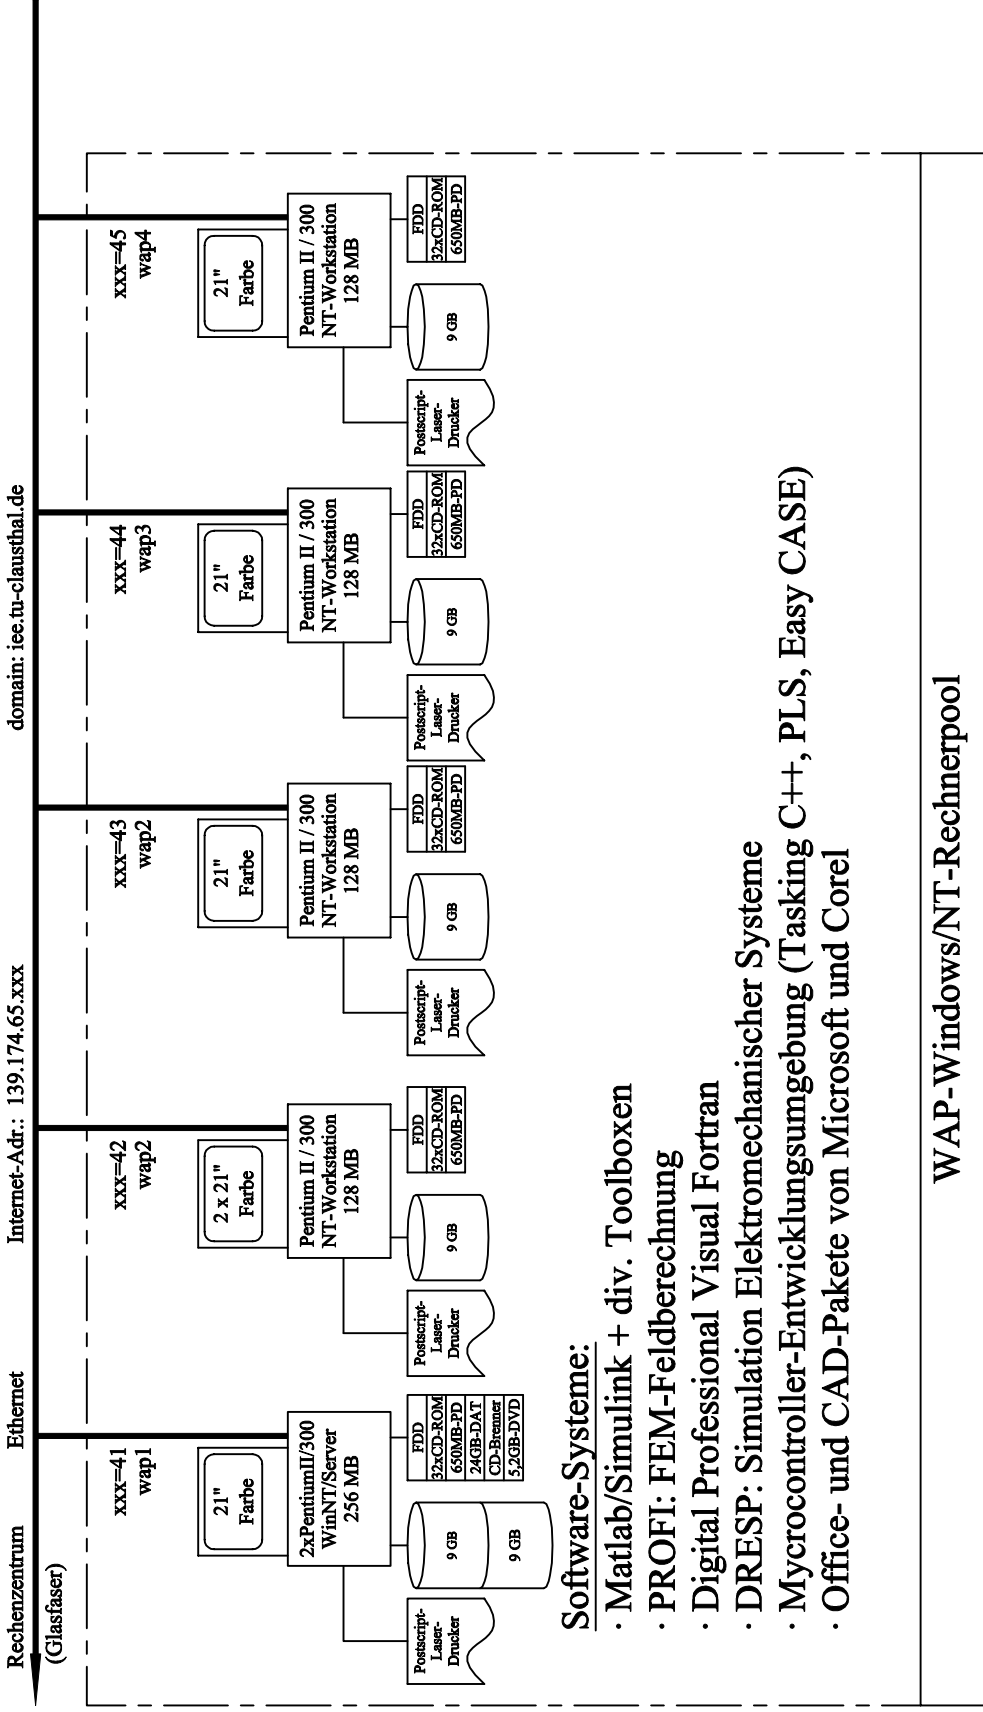 Rechenzentrum
(Glasfaser)
Ethernet
Internet-Adr.: 139.174.65.xxx
domain: iee.tu-clausthal.de
xxx=41
wap1
21"
Farbe
2xPentiumII/300
WinNT/Server
256 MB
Postscript-
Laser-
Drucker
9 GB
9 GB
FDD
32xCD-ROM
650MB-PD
24GB-DAT
CD-Brenner
5,2GB-DVD
xxx=42
wap2
2 x 21"
Farbe
Pentium II / 300
NT-Workstation
128 MB
Postscript-
Laser-
Drucker
9 GB
FDD
32xCD-ROM
650MB-PD
xxx=43
wap2
21"
Farbe
Pentium II / 300
NT-Workstation
128 MB
Postscript-
Laser-
Drucker
9 GB
FDD
32xCD-ROM
650MB-PD
xxx=44
wap3
21"
Farbe
Pentium II / 300
NT-Workstation
128 MB
Postscript-
Laser-
Drucker
9 GB
FDD
32xCD-ROM
650MB-PD
xxx=45
wap4
21"
Farbe
Pentium II / 300
NT-Workstation
128 MB
Postscript-
Laser-
Drucker
9 GB
FDD
32xCD-ROM
650MB-PD
Software-Systeme:
· Matlab/Simulink + div. Toolboxen
· PROFI: FEM-Feldberechnung
· Digital Professional Visual Fortran
· DRESP: Simulation Elektromechanischer Systeme
· Mycrocontroller-Entwicklungsumgebung (Tasking C++, PLS, Easy CASE)
· Office- und CAD-Pakete von Microsoft und Corel
WAP-Windows/NT-Rechnerpool